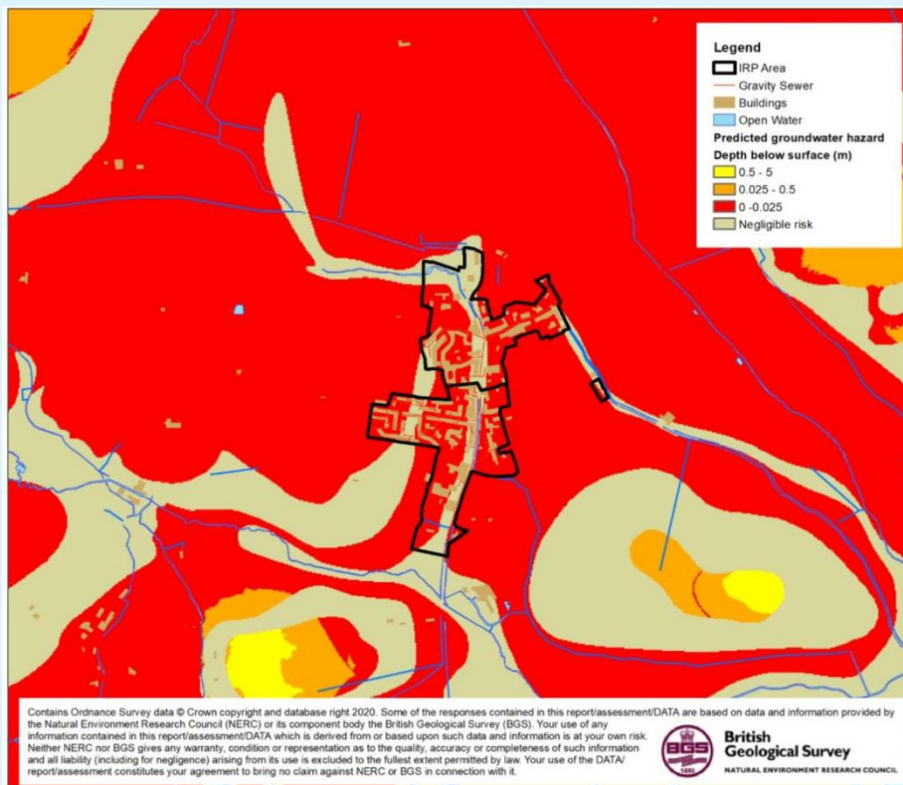 Legend
IRP Area
Gravity Sewer
Buildings
Open Water
Predicted groundwater hazard
Depth below surface (m)
0.5 - 5
0.025 - 0.5
0 -0.025
Negligible risk
Contains Ordnance Survey data © Crown copyright and database right 2020. Some of the responses contained in this report/assessment/DATA are based on data and information provided by
the Natural Environment Research Council (NERC) or its component body the British Geological Survey (BGS). Your use of any
information contained in this report/assessment/DATA which is derived from or based upon such data and information is at your own risk.
Neither NERC nor BGS gives any warranty, condition or representation as to the quality, accuracy or completeness of such information
and all liability (including for negligence) arising from its use is excluded to the fullest extent permitted by law. Your use of the DATA/
report/assessment constitutes your agreement to bring no claim against NERC or BGS in connection with it.
BGS
1835
British
Geological Survey
NATURAL ENVIRONMENT RESEARCH COUNCIL